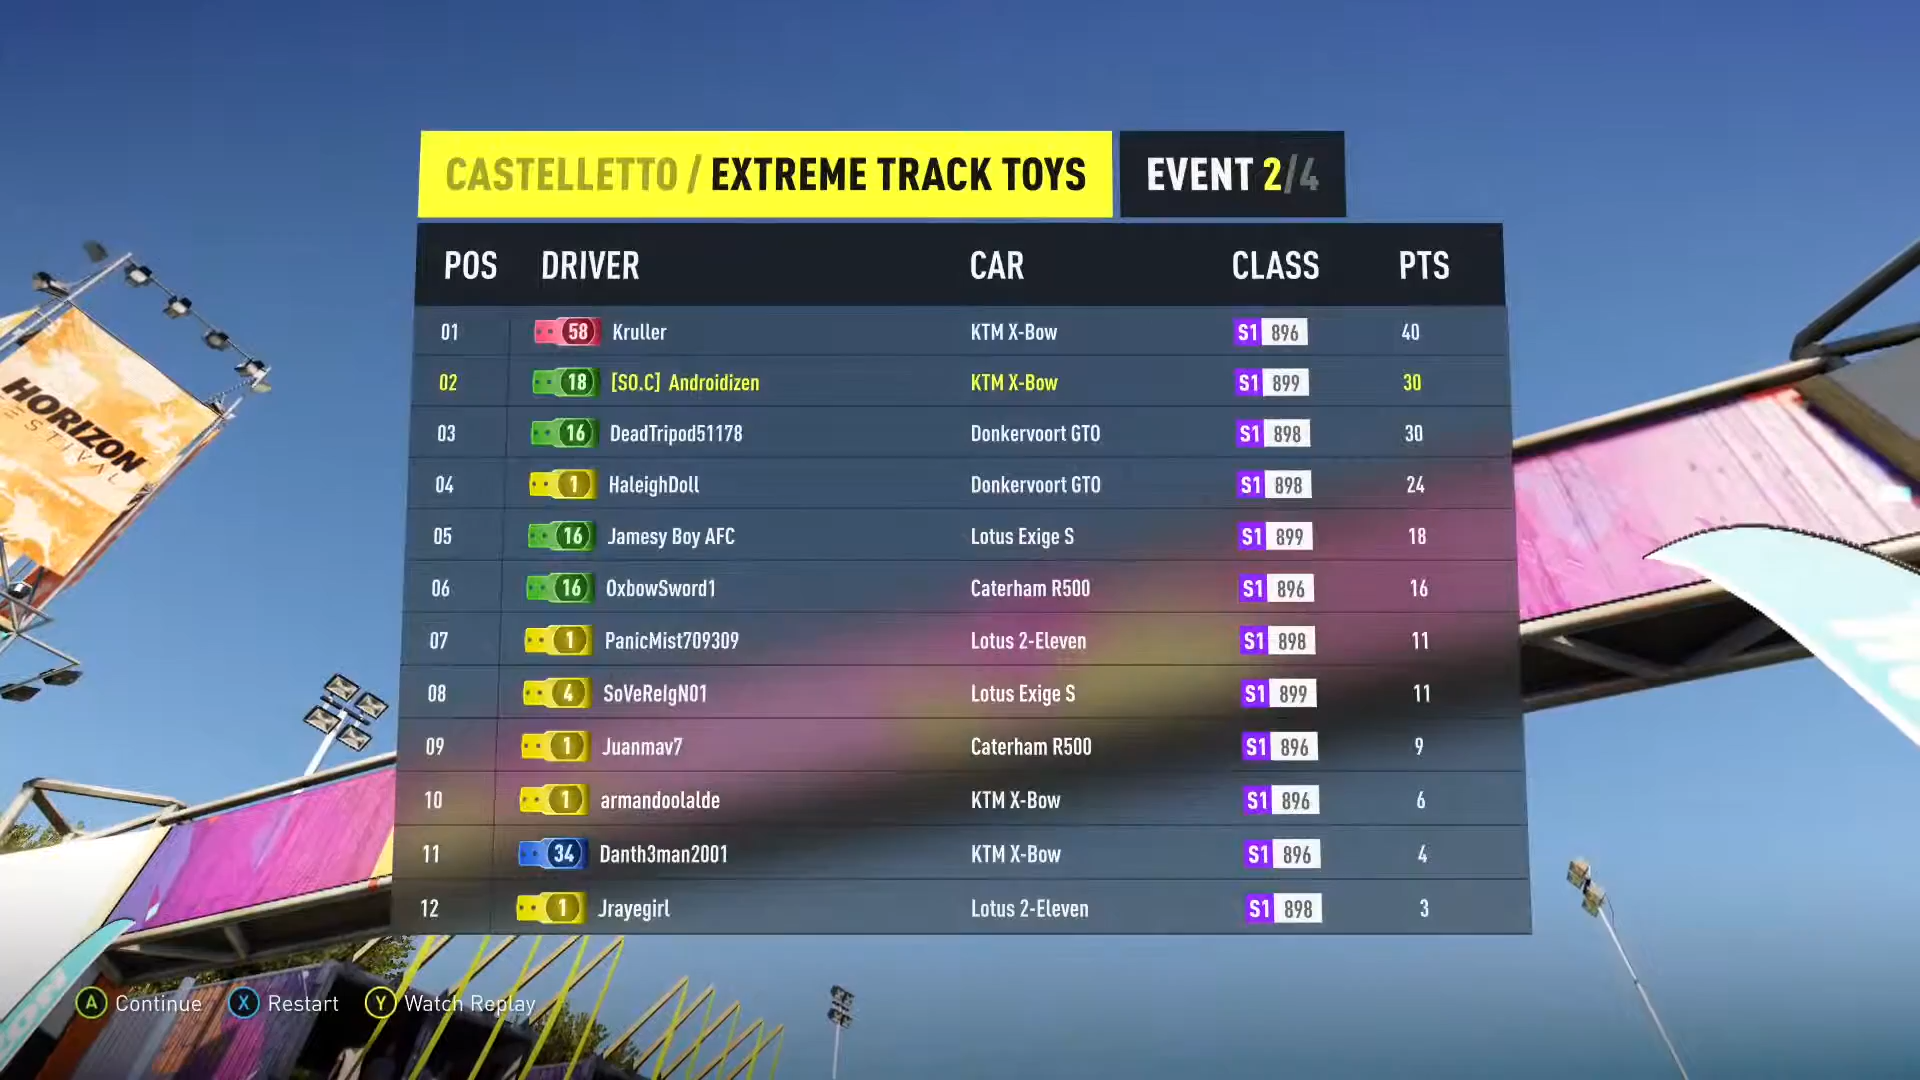 CASTELLETTO / EXTREME TRACK TOYS EVENT 2/4
POS DRIVER CAR CLASS PTS
01 58 Kruller KTM X-Bow S1 896 40
02 18 [SO.C] Androidizen KTM X-Bow S1 899 30
03 16 DeadTripod51178 Donkervoort GTO S1 898 30
04 1 HaleighDoll Donkervoort GTO S1 898 24
05 16 Jamesy Boy AFC Lotus Exige S S1 899 18
06 16 OxbowSword1 Caterham R500 S1 896 16
07 1 PanicMist709309 Lotus 2-Eleven S1 898 11
08 4 SoVeReIgN01 Lotus Exige S S1 899 11
09 1 Juanmav7 Caterham R500 S1 896 9
10 1 armandoolalde KTM X-Bow S1 896 6
11 34 Danth3man2001 KTM X-Bow S1 896 4
12 1 Jrayegirl Lotus 2-Eleven S1 898 3
HORIZON
FESTIVAL
A Continue X Restart Y Watch Replay